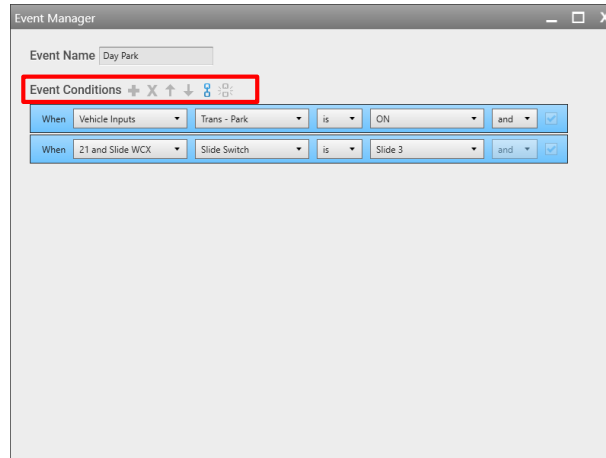 Event Manager
Event Name Day Park
Event Conditions
When Vehicle Inputs Trans - Park is ON and
When 21 and Slide WCX Slide Switch is Slide 3 and